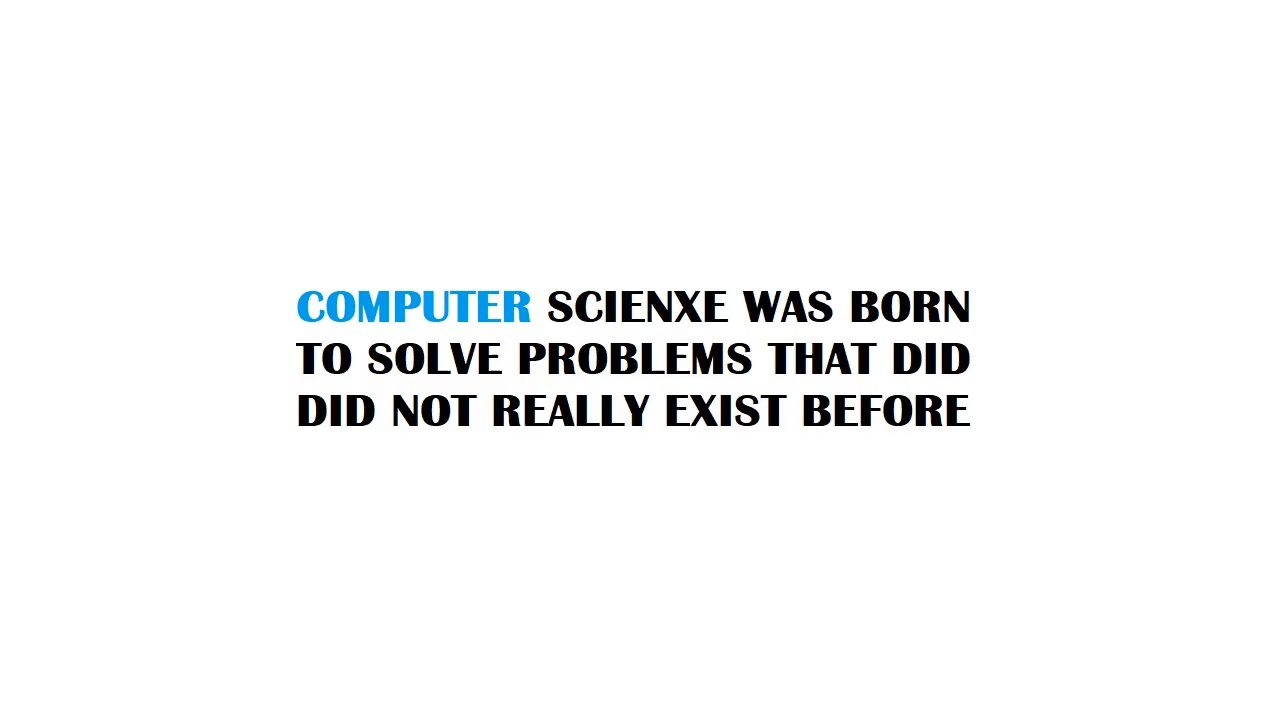 COMPUTER SCIENXE WAS BORN
TO SOLVE PROBLEMS THAT DID
DID NOT REALLY EXIST BEFORE